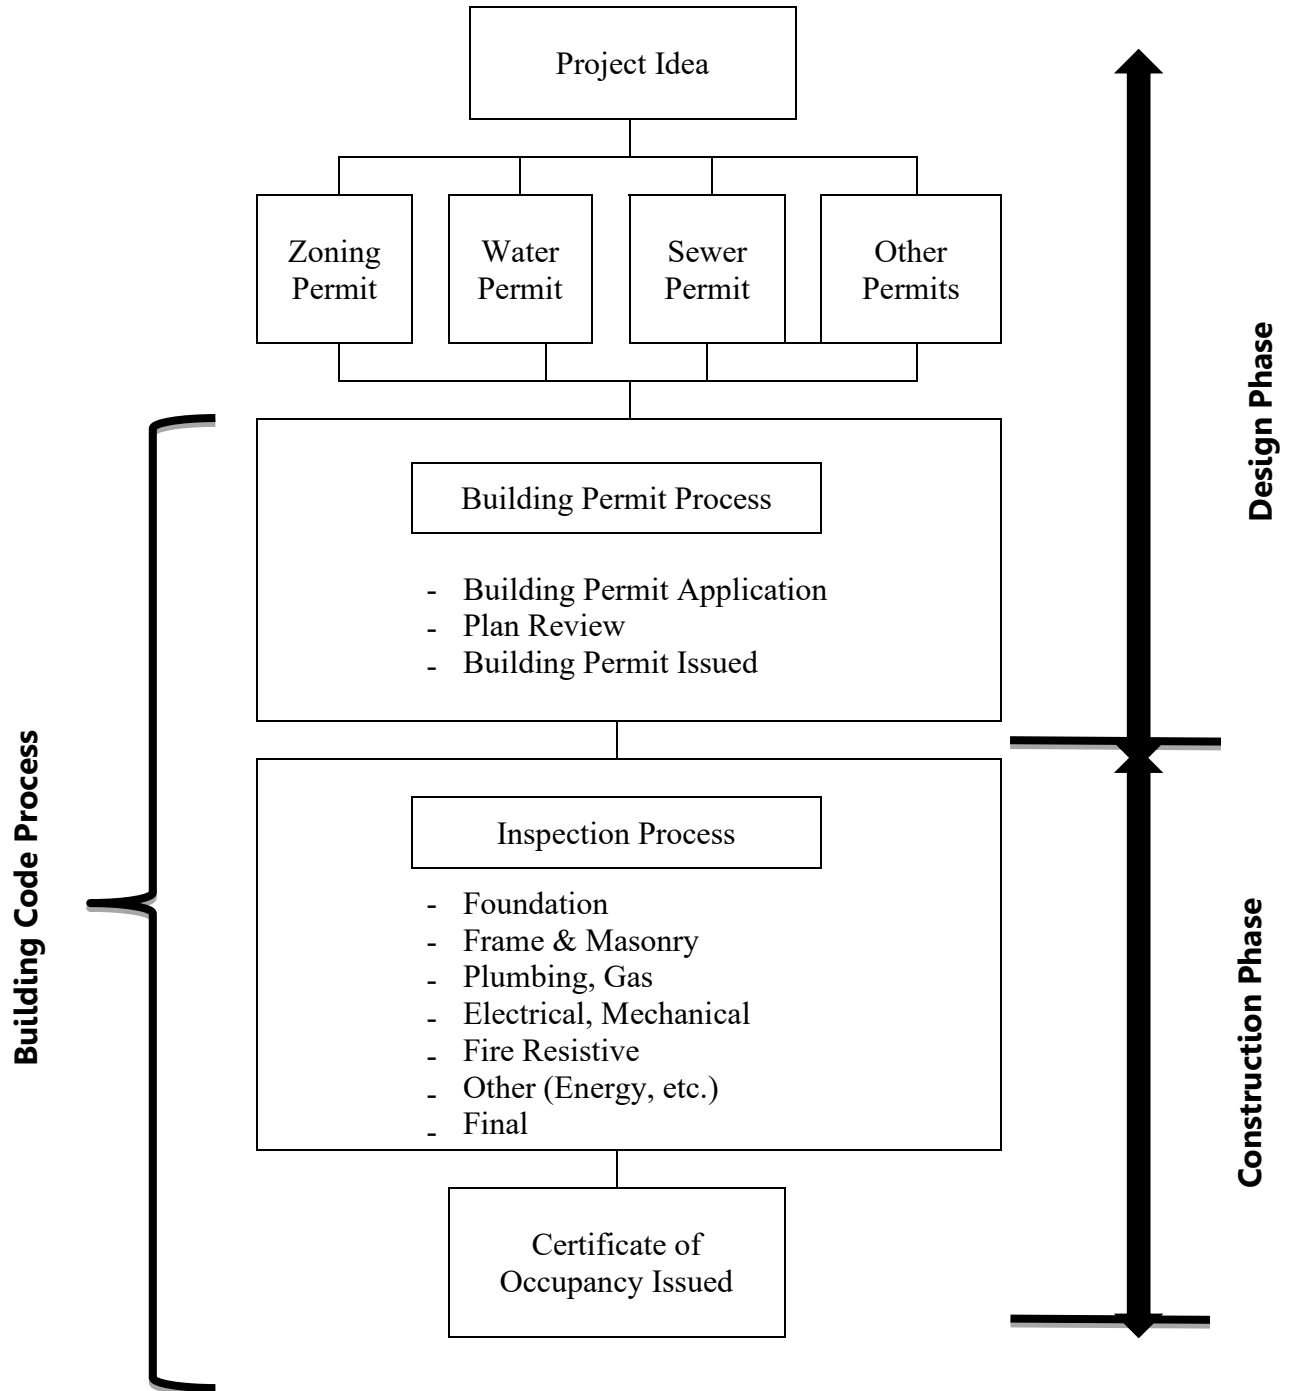 Project Idea
Zoning
Permit
Water
Permit
Sewer
Permit
Other
Permits
Building Permit Process
- Building Permit Application
- Plan Review
- Building Permit Issued
Inspection Process
- Foundation
- Frame & Masonry
- Plumbing, Gas
- Electrical, Mechanical
- Fire Resistive
- Other (Energy, etc.)
- Final
Certificate of
Occupancy Issued
Building Code Process
Design Phase
Construction Phase